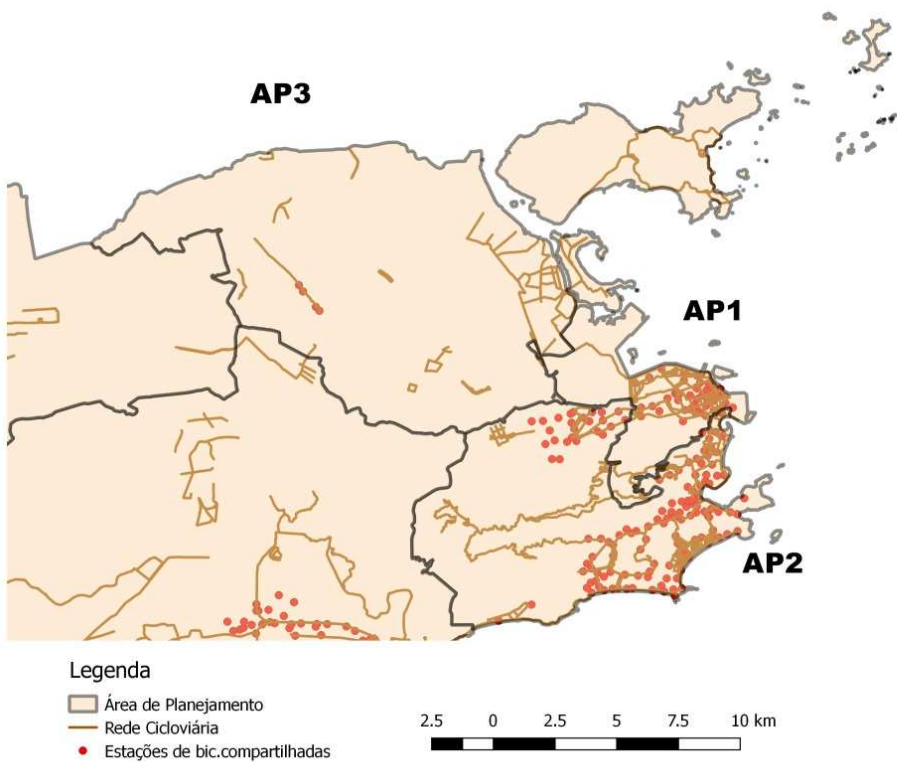 AP3
AP1
AP2
Legenda
Área de Planejamento
Rede Cicloviária
Estações de bic.compartilhadas
2.5 0 2.5 5 7.5 10 km